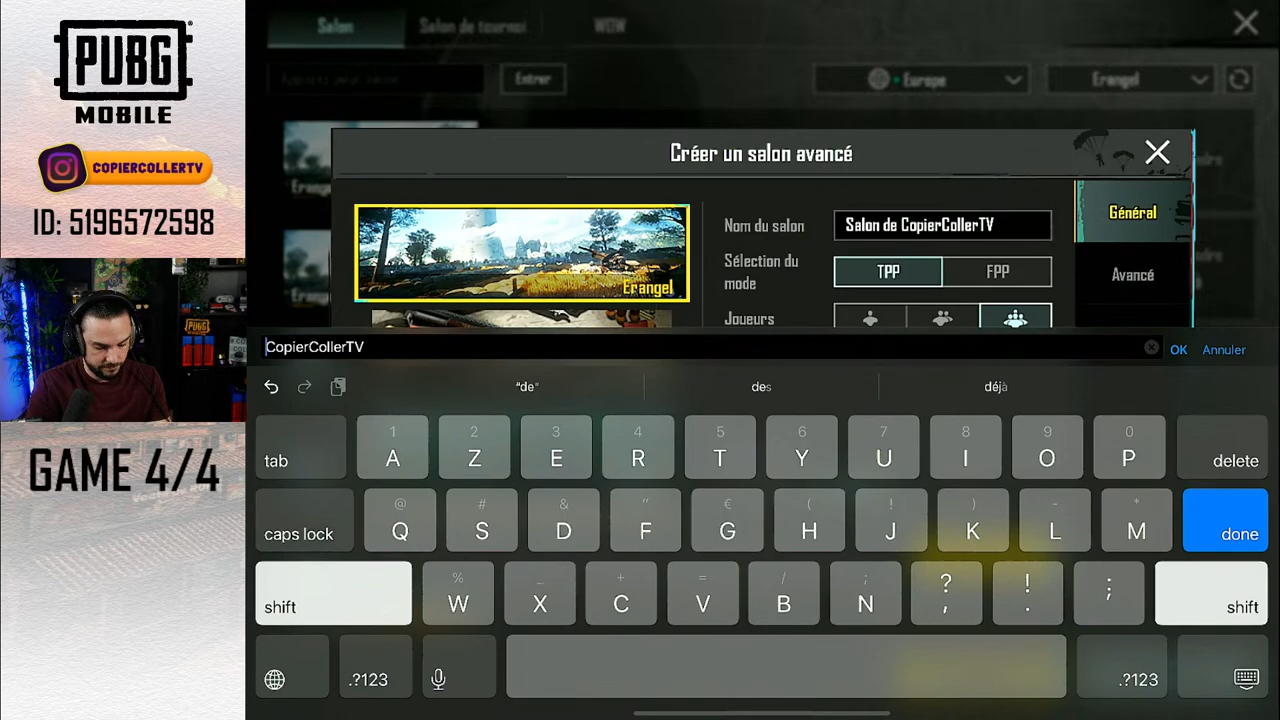 PUBG
MOBILE
COPIERCOLLERTV
ID: 5196572598
PUBG
GAME 4/4
Salon
Salon de tournoi
WOW
Entrer
Europe
Erangel
Créer un salon avancé
Erangel
Nom du salon
Salon de CopierCollerTV
Sélection du
mode
TPP
FPP
Joueurs
Général
Avancé
CopierCollerTV
OK
Annuler
"de"
des
déjà
1 2 3 4 5 6 7 8 9 0
tab A Z E R T Y U I O P delete
@ # & " € ( ! ) - *
caps lock Q S D F G H J K L M done
% _ + = / ; ? ! ;
shift W X C V B N , . shift
.?123 .?123